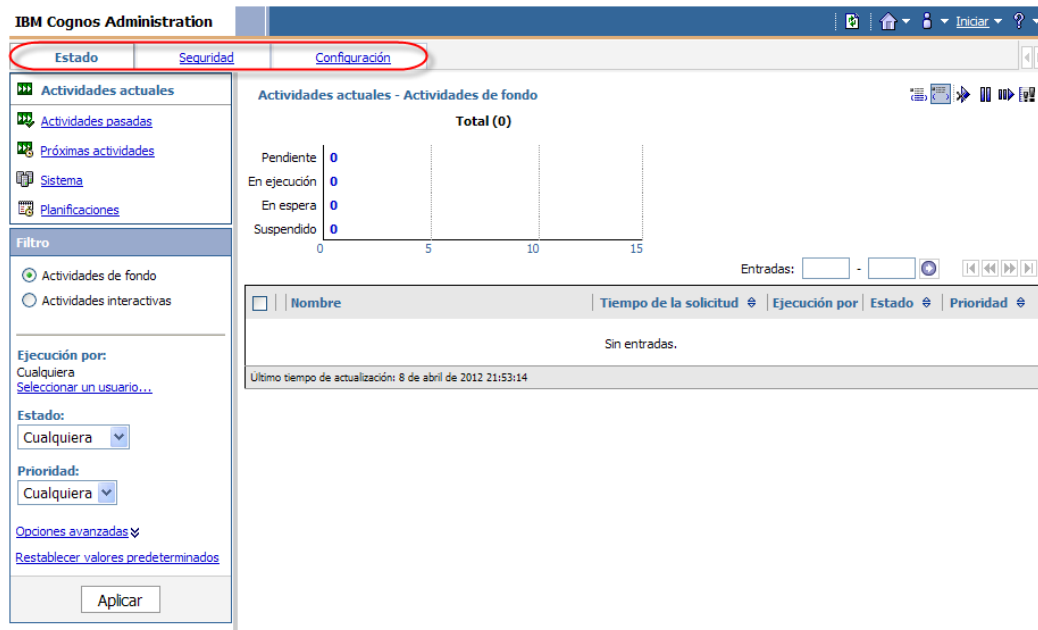 IBM Cognos Administration
Iniciar
?
Estado
Seguridad
Configuración
Actividades actuales
Actividades pasadas
Próximas actividades
Sistema
Planificaciones
Filtro
Actividades de fondo
Actividades interactivas
Ejecución por:
Cualquiera
Seleccionar un usuario...
Estado:
Cualquiera
Prioridad:
Cualquiera
Opciones avanzadas
Restablecer valores predeterminados
Aplicar
Actividades actuales - Actividades de fondo
Total (0)
Pendiente 0
En ejecución 0
En espera 0
Suspendido 0
0 5 10 15
Entradas: -
Nombre Tiempo de la solicitud Ejecución por Estado Prioridad
Sin entradas.
Último tiempo de actualización: 8 de abril de 2012 21:53:14